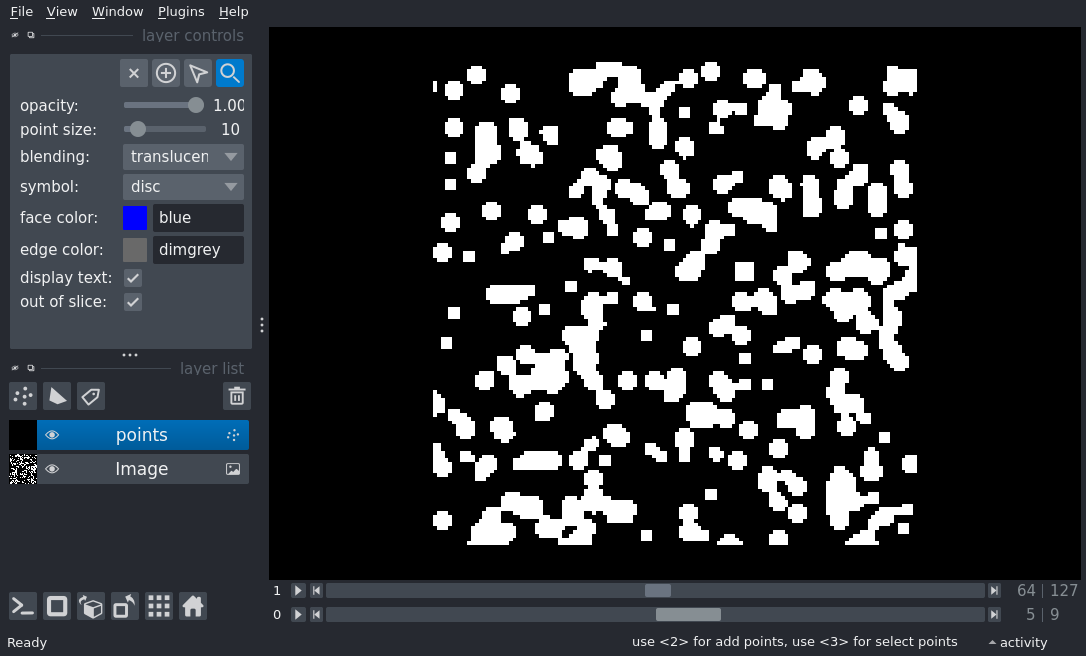 File View Window Plugins Help
layer controls
opacity: 1.00
point size: 10
blending: translucen
symbol: disc
face color: blue
edge color: dimgrey
display text:
out of slice:
layer list
points
Image
1 64 | 127
0 5 | 9
Ready use <2> for add points, use <3> for select points activity